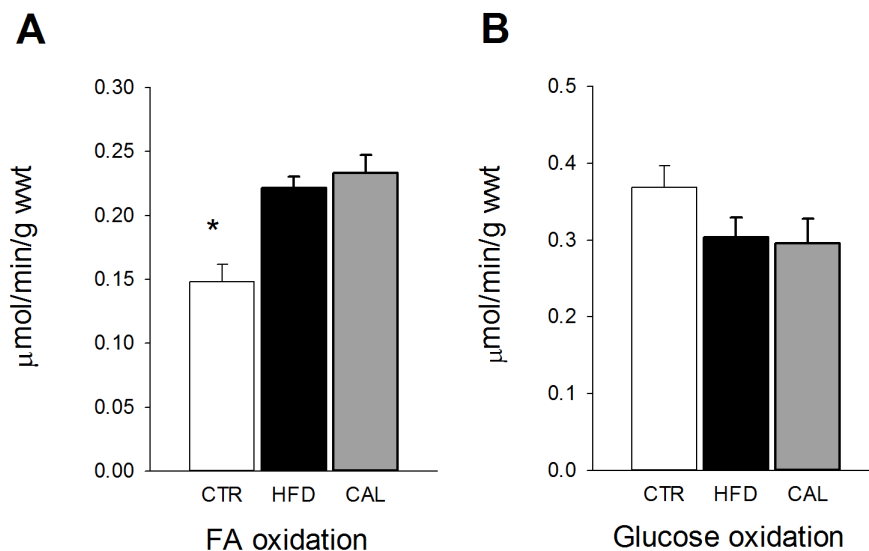 A
μmol/min/g wwt
0.30
0.25
0.20
0.15
0.10
0.05
0.00
*
CTR HFD CAL
FA oxidation
B
μmol/min/g wwt
0.5
0.4
0.3
0.2
0.1
0.0
CTR HFD CAL
Glucose oxidation